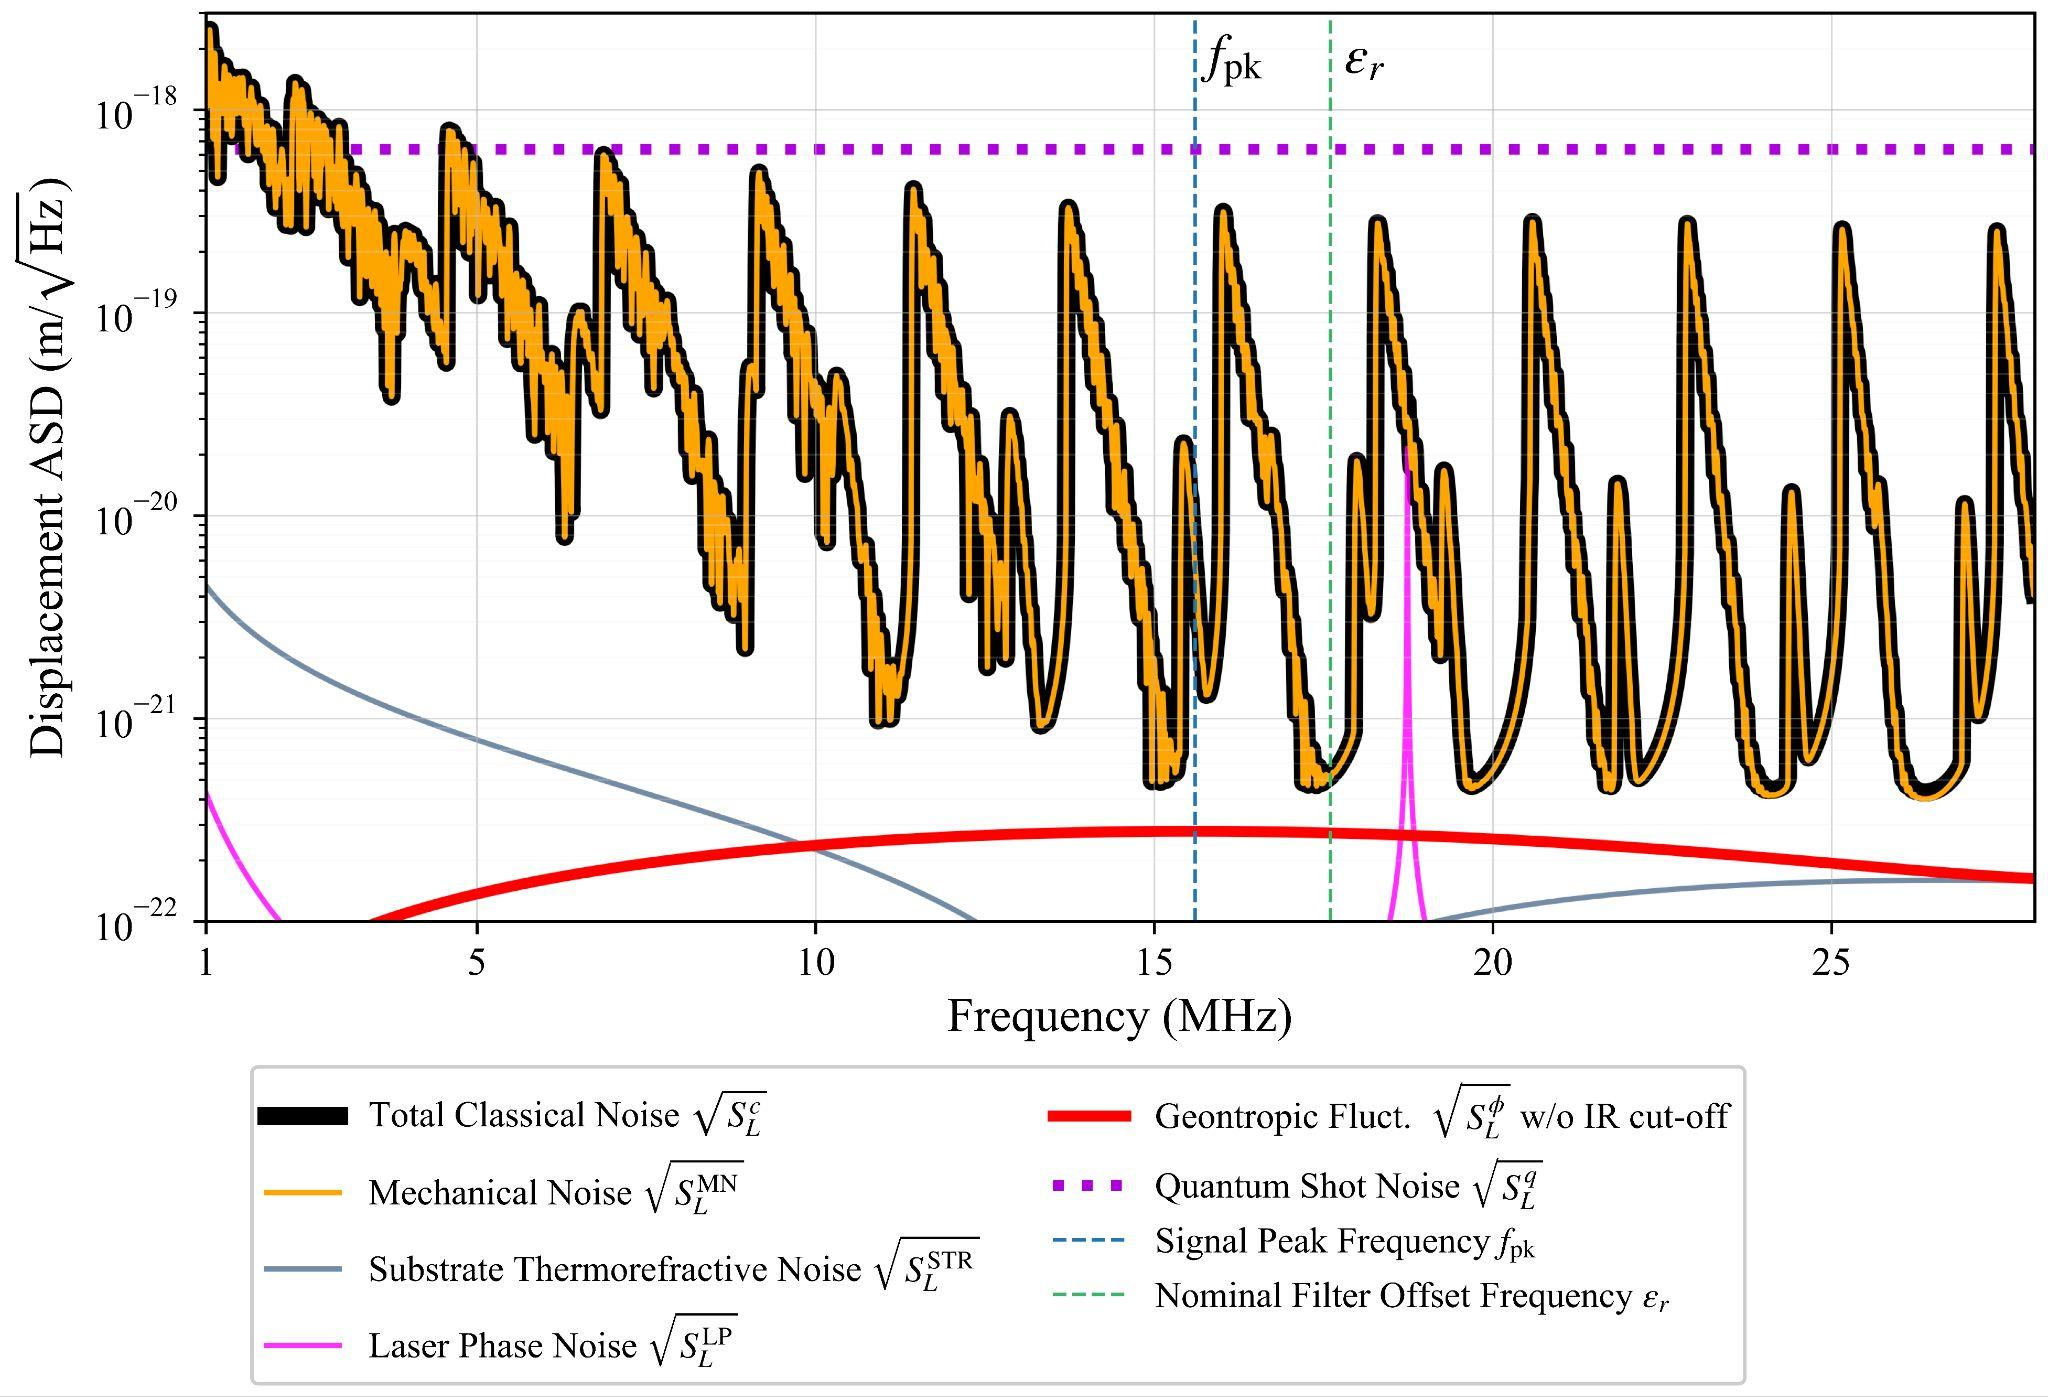 f_pk
ε_r
10^−18
10^−19
10^−20
10^−21
10^−22
Displacement ASD (m/√Hz)
1 5 10 15 20 25
Frequency (MHz)
Total Classical Noise √S_L^c
Mechanical Noise √S_L^MN
Substrate Thermorefractive Noise √S_L^STR
Laser Phase Noise √S_L^LP
Geontropic Fluct. √S_L^ϕ w/o IR cut-off
Quantum Shot Noise √S_L^q
Signal Peak Frequency f_pk
Nominal Filter Offset Frequency ε_r